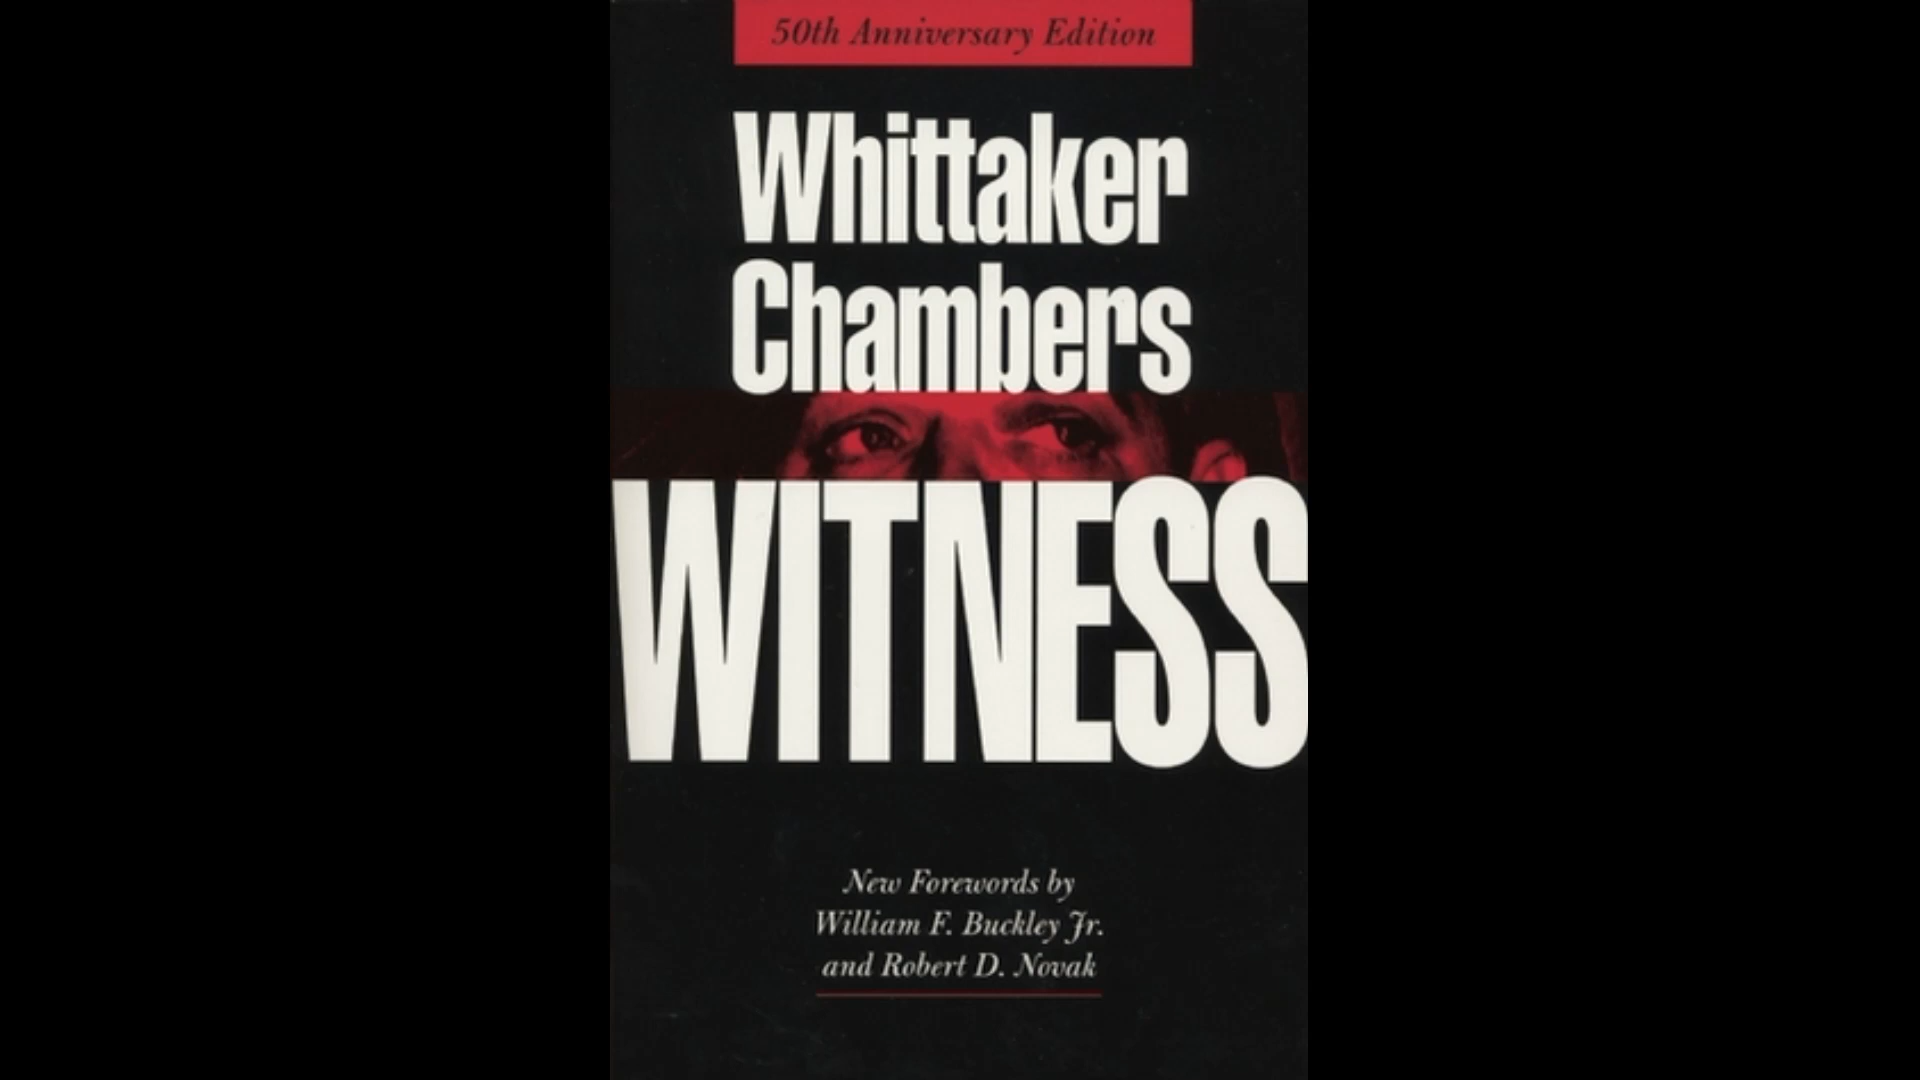 50th Anniversary Edition
Whittaker
Chambers
WITNESS
New Forewords by
William F. Buckley Jr.
and Robert D. Novak